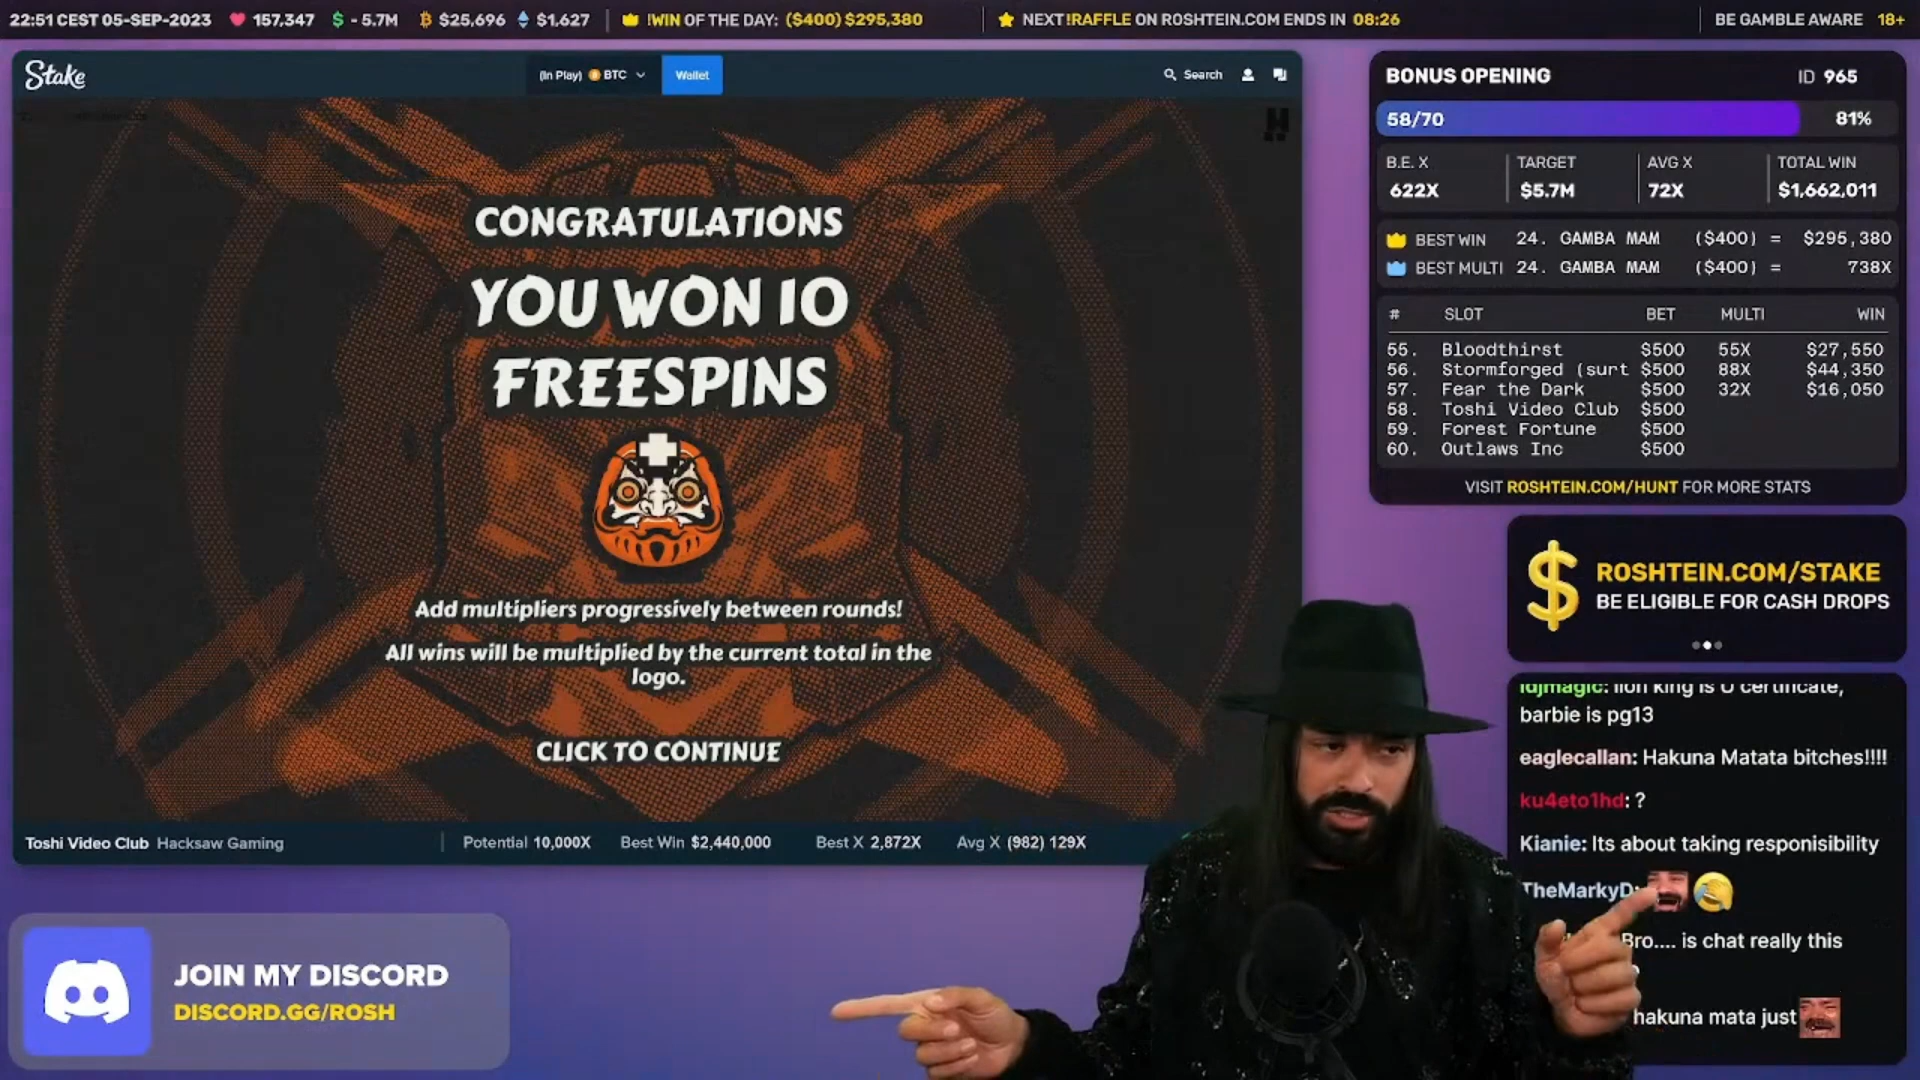 22:51 CEST 05-SEP-2023 157,347 $ - 5.7M $25,696 $1,627 !WIN OF THE DAY: ($400) $295,380 NEXT !RAFFLE ON ROSHTEIN.COM ENDS IN 08:26 BE GAMBLE AWARE 18+
Stake (In Play) BTC Wallet Search
CONGRATULATIONS
YOU WON 10
FREESPINS
Add multipliers progressively between rounds!
All wins will be multiplied by the current total in the
logo.
CLICK TO CONTINUE
Toshi Video Club Hacksaw Gaming Potential 10,000X Best Win $2,440,000 Best X 2,872X Avg X (982) 129X
JOIN MY DISCORD
DISCORD.GG/ROSH
BONUS OPENING ID 965
58/70 81%
B.E. X TARGET AVG X TOTAL WIN
622X $5.7M 72X $1,662,011
BEST WIN 24. GAMBA MAM ($400) = $295,380
BEST MULTI 24. GAMBA MAM ($400) = 738X
# SLOT BET MULTI WIN
55. Bloodthirst $500 55X $27,550
56. Stormforged (surt $500 88X $44,350
57. Fear the Dark $500 32X $16,050
58. Toshi Video Club $500
59. Forest Fortune $500
60. Outlaws Inc $500
VISIT ROSHTEIN.COM/HUNT FOR MORE STATS
ROSHTEIN.COM/STAKE
BE ELIGIBLE FOR CASH DROPS
idjmagic: lion king is U certificate,
barbie is pg13
eaglecallan: Hakuna Matata bitches!!!!
ku4eto1hd: ?
Kianie: Its about taking responisibility
TheMarkyD:
Bro.... is chat really this
hakuna mata just